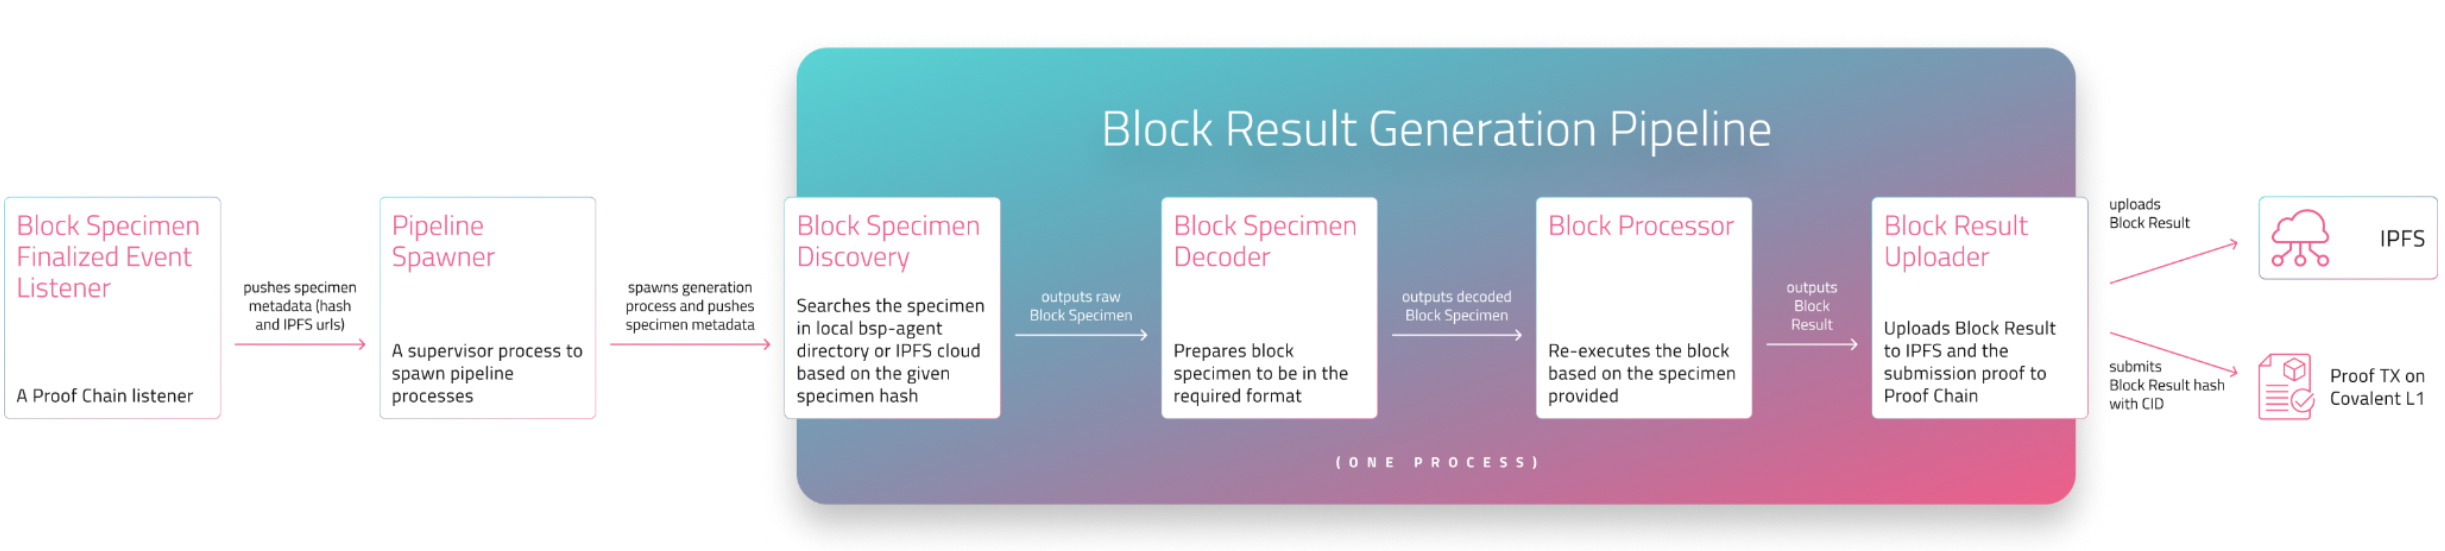 Block Result Generation Pipeline
Block Specimen
Finalized Event
Listener
A Proof Chain listener
pushes specimen
metadata (hash
and IPFS urls)
Pipeline
Spawner
A supervisor process to
spawn pipeline
processes
spawns generation
process and pushes
specimen metadata
Block Specimen
Discovery
Searches the specimen
in local bsp-agent
directory or IPFS cloud
based on the given
specimen hash
outputs raw
Block Specimen
Block Specimen
Decoder
Prepares block
specimen to be in the
required format
outputs decoded
Block Specimen
Block Processor
Re-executes the block
based on the specimen
provided
outputs
Block
Result
Block Result
Uploader
Uploads Block Result
to IPFS and the
submission proof to
Proof Chain
uploads
Block Result
IPFS
submits
Block Result hash
with CID
Proof TX on
Covalent L1
(ONE PROCESS)